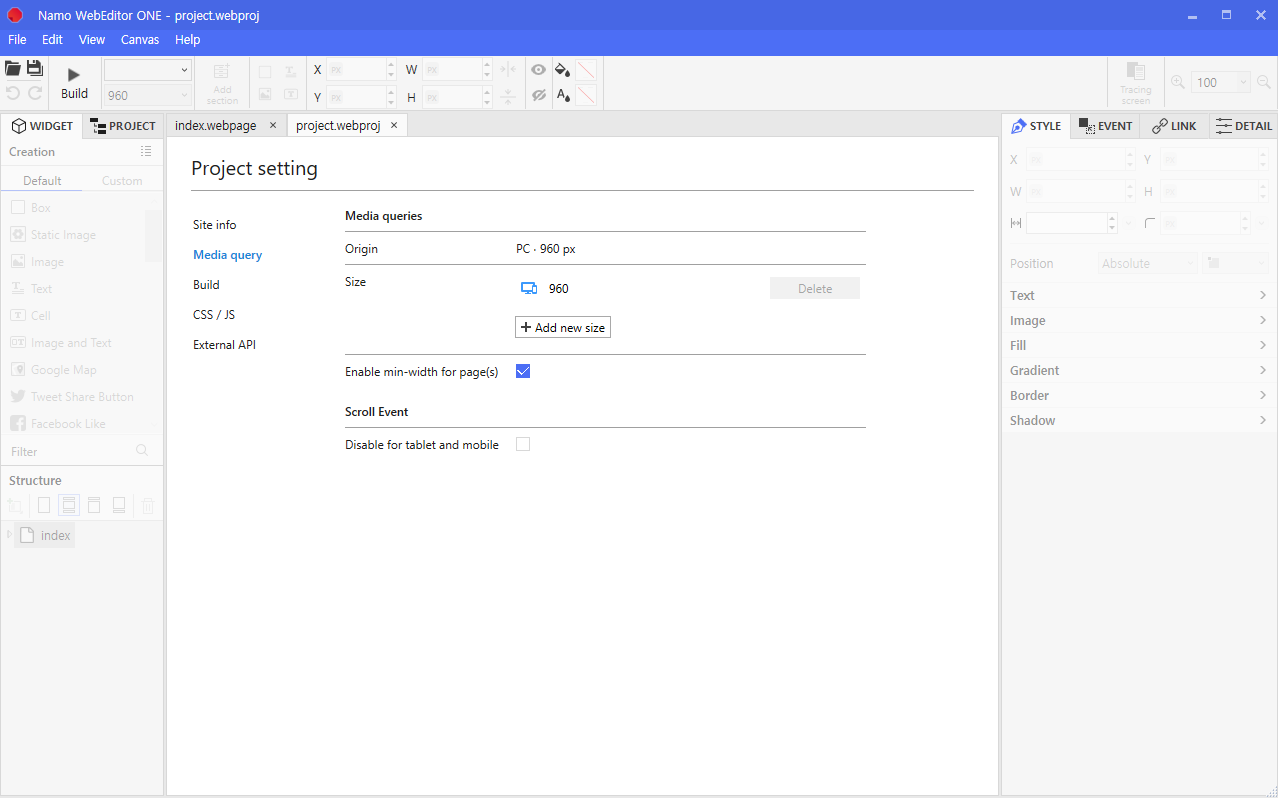 Namo WebEditor ONE - project.webproj
File Edit View Canvas Help
Build
960
Add
section
X PX
Y PX
W PX
H PX
Tracing
screen
100
WIDGET PROJECT
index.webpage × project.webproj ×
STYLE EVENT LINK DETAIL
Creation
Default Custom
Box
Static Image
Image
Text
Cell
Image and Text
Google Map
Tweet Share Button
Facebook Like
Filter
Structure
index
Project setting
Site info
Media query
Build
CSS / JS
External API
Media queries
Origin PC · 960 px
Size 960 Delete
+ Add new size
Enable min-width for page(s)
Scroll Event
Disable for tablet and mobile
X PX Y PX
W PX H PX
PX
Position Absolute
Text
Image
Fill
Gradient
Border
Shadow